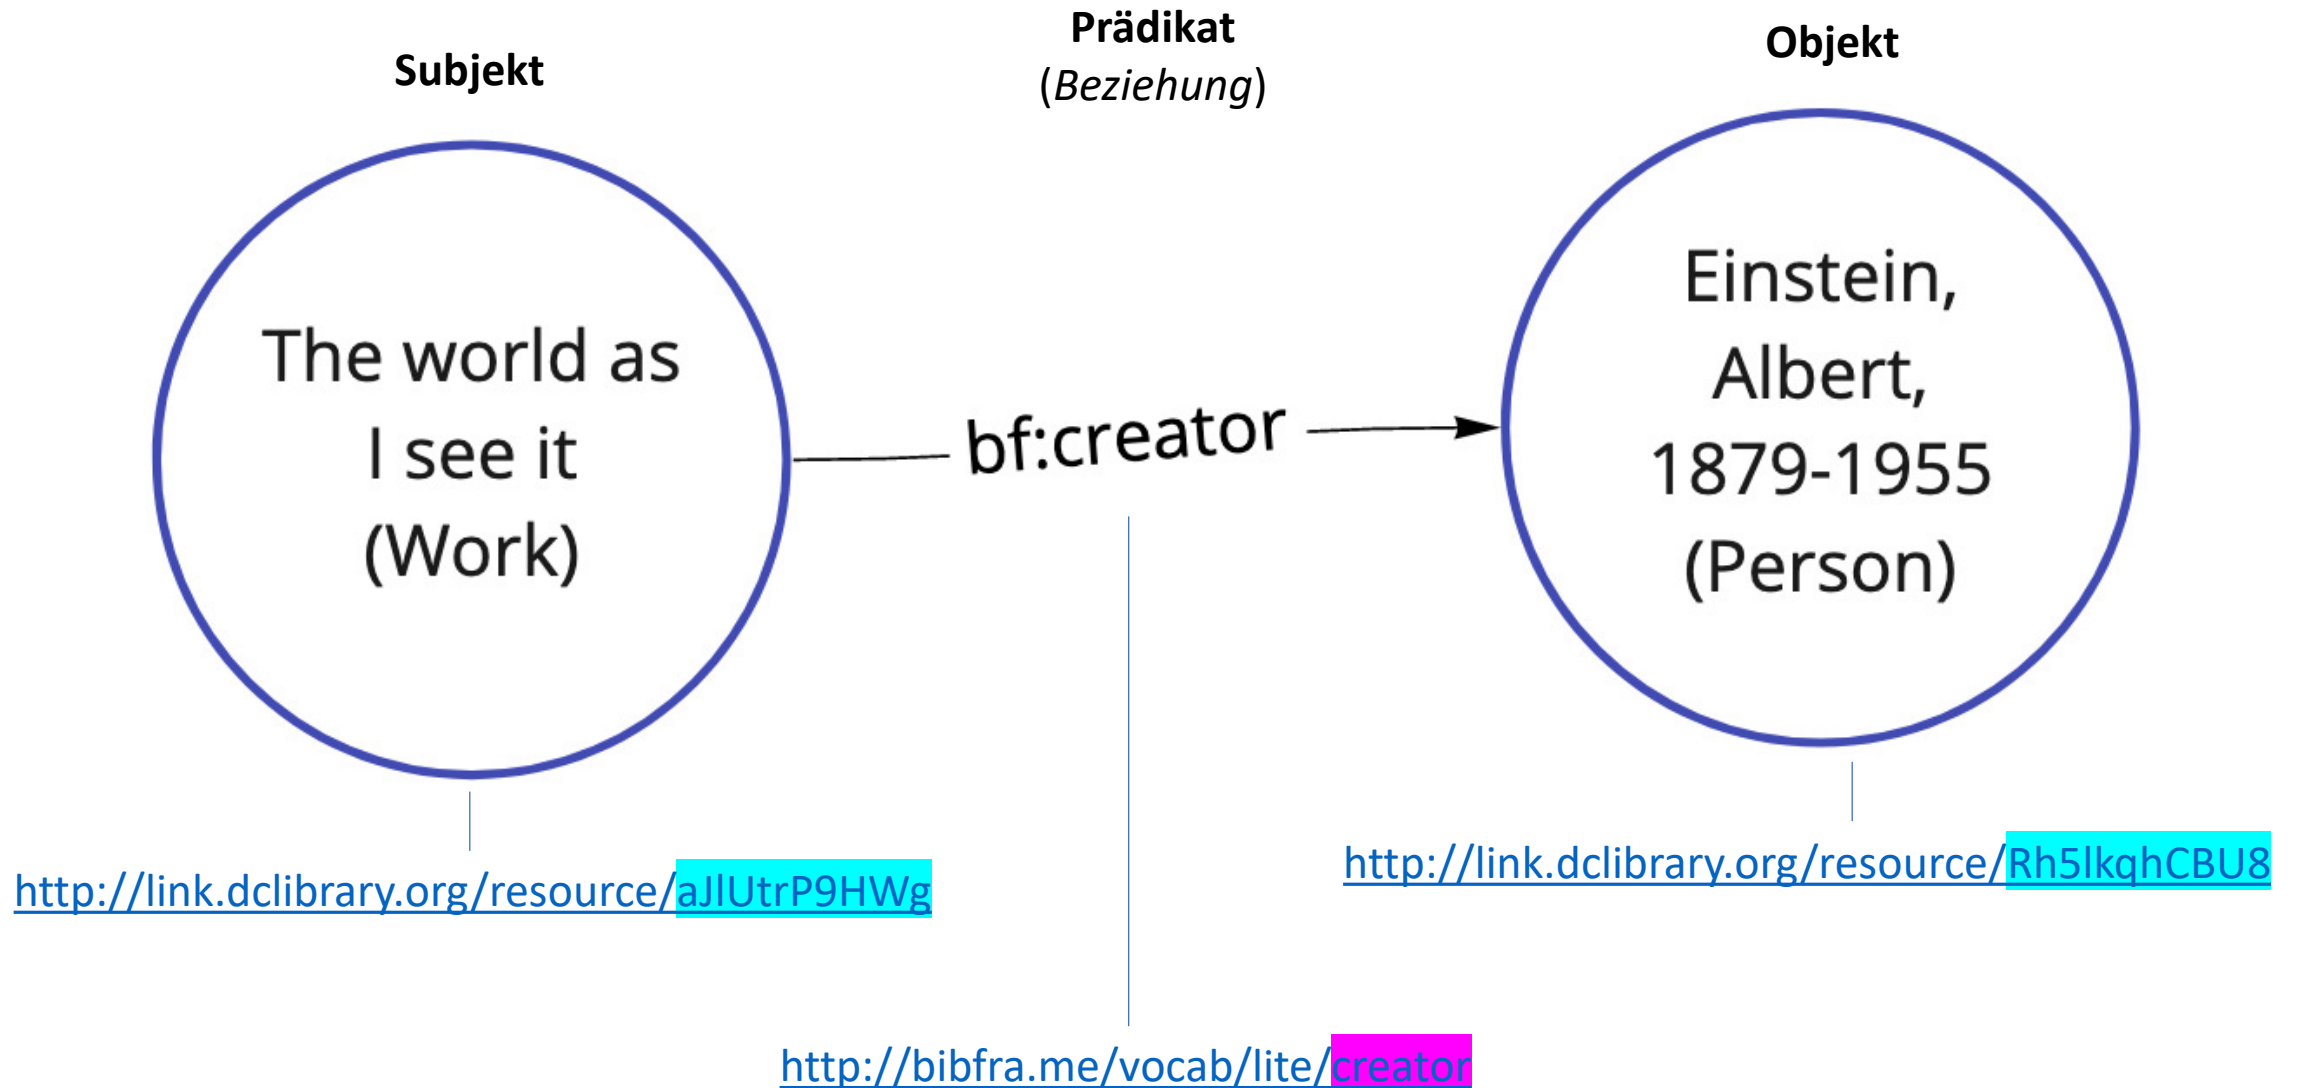 Subjekt
Prädikat
(Beziehung)
Objekt
The world as
I see it
(Work)
bf:creator
Einstein,
Albert,
1879-1955
(Person)
http://link.dclibrary.org/resource/aJlUtrP9HWg
http://link.dclibrary.org/resource/Rh5lkqhCBU8
http://bibfra.me/vocab/lite/creator